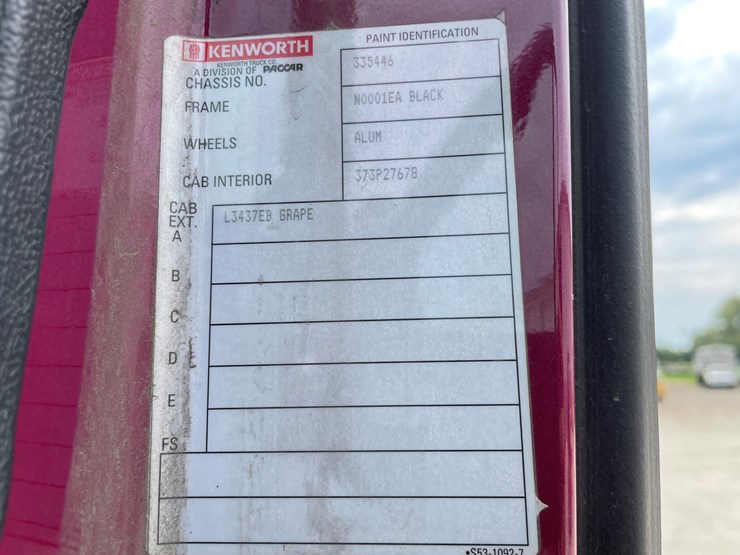 KENWORTH
KENWORTH TRUCK CO.
A DIVISION OF PACCAR
PAINT IDENTIFICATION
CHASSIS NO. 335446
FRAME N0001EA BLACK
WHEELS ALUM
CAB INTERIOR 373P27678
CAB
EXT.
A L3437EB GRAPE
B
C
D
E
FS
•S53-1092-7